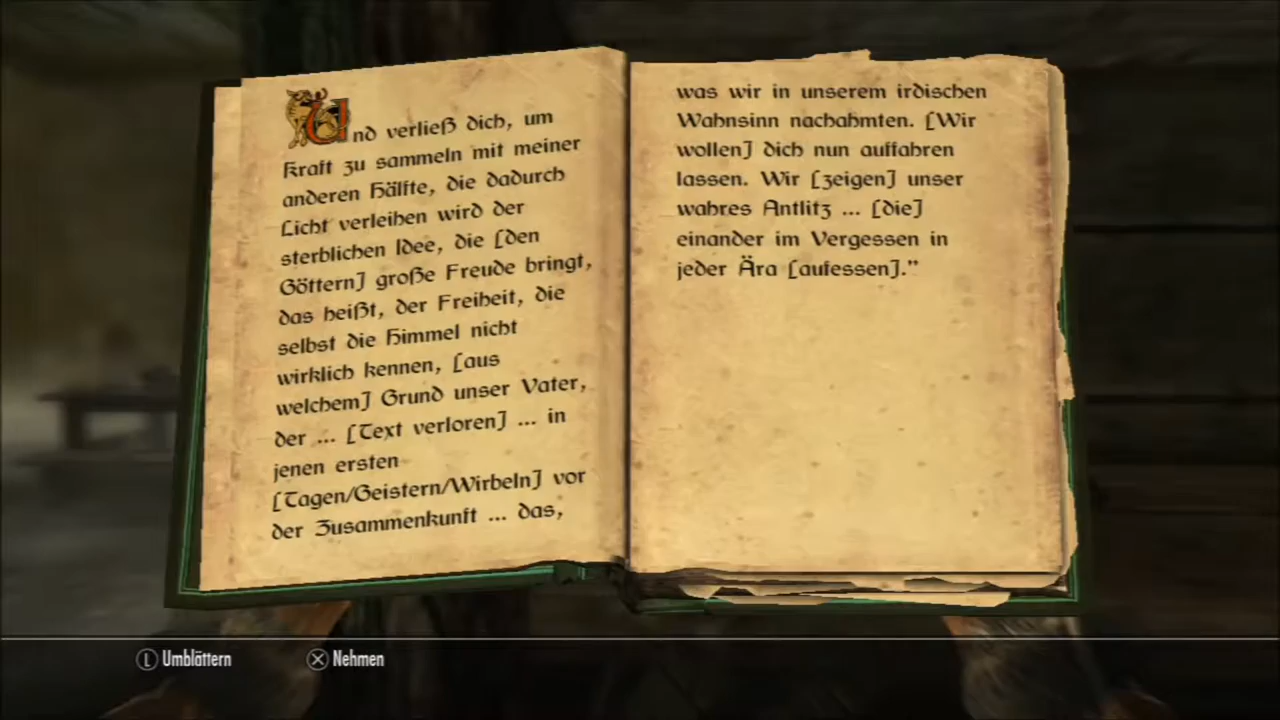 Und verließ dich, um
Kraft zu sammeln mit meiner
anderen Hälfte, die dadurch
Licht verleihen wird der
sterblichen Idee, die [den
Göttern] große Freude bringt,
das heißt, der Freiheit, die
selbst die Himmel nicht
wirklich kennen, [aus
welchem] Grund unser Vater,
der ... [Text verloren] ... in
jenen ersten
[Tagen/Geistern/Wirbeln] vor
der Zusammenkunft ... das,
was wir in unserem irdischen
Wahnsinn nachahmten. [Wir
wollen] dich nun auffahren
lassen. Wir [zeigen] unser
wahres Antlitz ... [die]
einander im Vergessen in
jeder Ära [aufessen]."
L Umblättern
X Nehmen